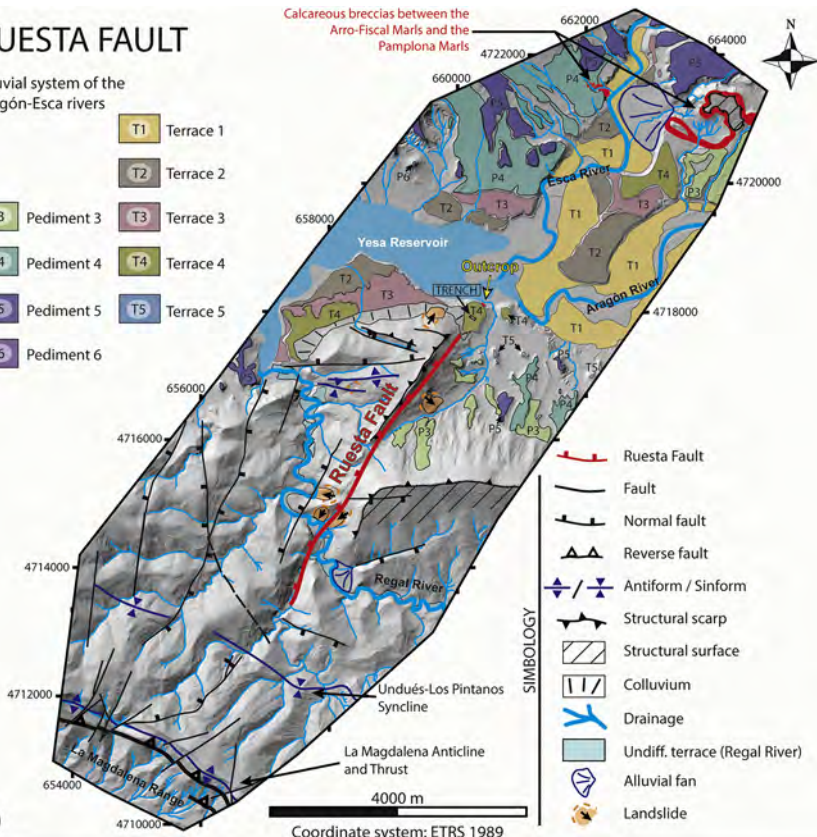 RUESTA FAULT
system of the
rivers
T1 Terrace 1
T2 Terrace 2
T3 Terrace 3
T4 Terrace 4
T5 Terrace 5
Pediment 3
Pediment 4
Pediment 5
Pediment 6
Calcareous breccias between the
Arro-Fiscal Marls and the
Pamplona Marls
N
662000
4722000
664000
660000
4720000
658000
4718000
656000
4716000
4714000
4712000
654000
4710000
P5
P4
P3
T2
T1
P5
P4
T4
P3
P6
Esca River
T2
T3
T3
T1
T2
T1
Yesa Reservoir
Outcrop
TRENCH
Aragón River
T2
T3
T4
T4
T4
T1
T5
P5
T5
P4
P4
P3
P5
P3
P3
Ruesta Fault
Regal River
Undués-Los Pintanos
Syncline
La Magdalena Anticline
and Thrust
La Magdalena Range
4000 m
Coordinate system: ETRS 1989
SIMBOLOGY
Ruesta Fault
Fault
Normal fault
Reverse fault
/ Antiform / Sinform
Structural scarp
Structural surface
Colluvium
Drainage
Undiff. terrace (Regal River)
Alluvial fan
Landslide